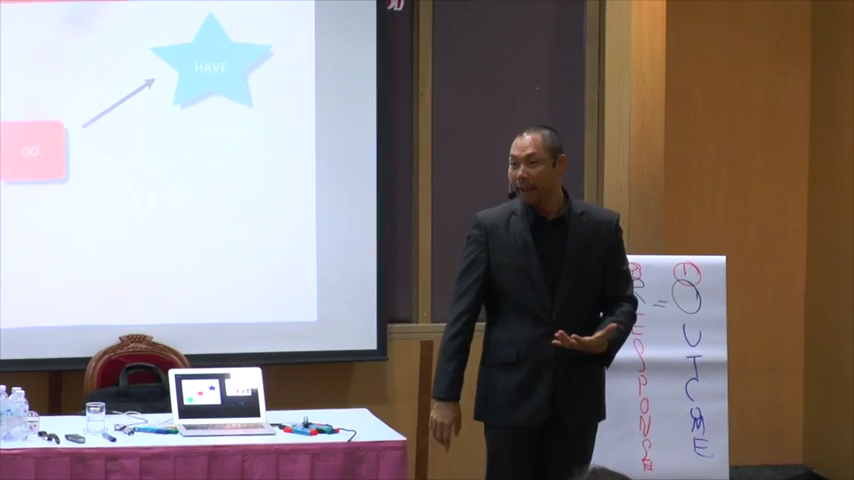 HAVE
DO
RESPONSE
=
OUTCOME